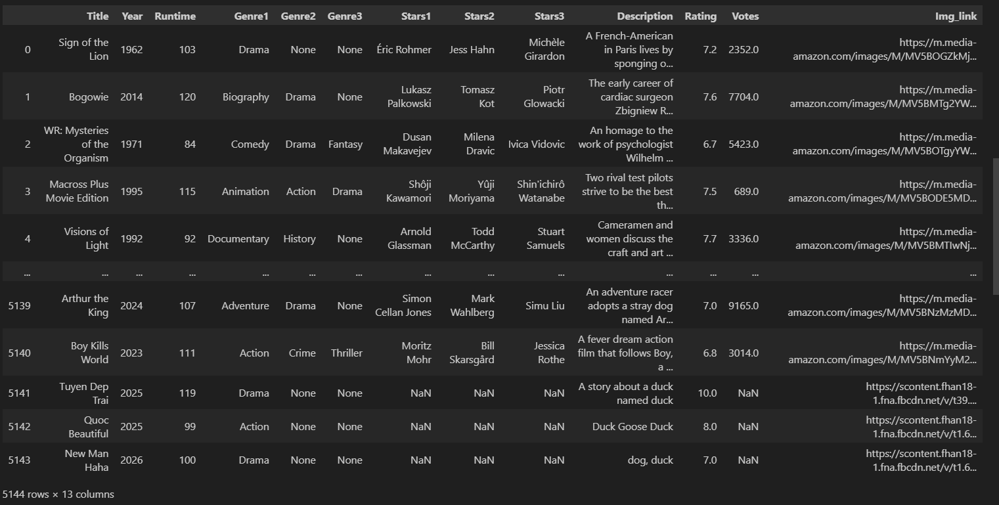 Title Year Runtime Genre1 Genre2 Genre3 Stars1 Stars2 Stars3 Description Rating Votes Img_link
0 Sign of the Lion 1962 103 Drama None None Éric Rohmer Jess Hahn Michèle Girardon A French-American in Paris lives by sponging o... 7.2 2352.0 https://m.media-amazon.com/images/M/MV5BOGZkMj...
1 Bogowie 2014 120 Biography Drama None Lukasz Palkowski Tomasz Kot Piotr Glowacki The early career of cardiac surgeon Zbigniew R... 7.6 7704.0 https://m.media-amazon.com/images/M/MV5BMTg2YW...
2 WR: Mysteries of the Organism 1971 84 Comedy Drama Fantasy Dusan Makavejev Milena Dravic Ivica Vidovic An homage to the work of psychologist Wilhelm ... 6.7 5423.0 https://m.media-amazon.com/images/M/MV5BOTgyYW...
3 Macross Plus Movie Edition 1995 115 Animation Action Drama Shôji Kawamori Yûji Moriyama Shin'ichirô Watanabe Two rival test pilots strive to be the best th... 7.5 689.0 https://m.media-amazon.com/images/M/MV5BODE5MD...
4 Visions of Light 1992 92 Documentary History None Arnold Glassman Todd McCarthy Stuart Samuels Cameramen and women discuss the craft and art ... 7.7 3336.0 https://m.media-amazon.com/images/M/MV5BMTIwNj...
... ... ... ... ... ... ... ... ... ... ... ... ... ...
5139 Arthur the King 2024 107 Adventure Drama None Simon Cellan Jones Mark Wahlberg Simu Liu An adventure racer adopts a stray dog named Ar... 7.0 9165.0 https://m.media-amazon.com/images/M/MV5BNzMzMD...
5140 Boy Kills World 2023 111 Action Crime Thriller Moritz Mohr Bill Skarsgård Jessica Rothe A fever dream action film that follows Boy, a ... 6.8 3014.0 https://m.media-amazon.com/images/M/MV5BNmYyM2...
5141 Tuyen Dep Trai 2025 119 Drama None None NaN NaN NaN A story about a duck named duck 10.0 NaN https://scontent.fhan18-1.fna.fbcdn.net/v/t39....
5142 Quoc Beautiful 2025 99 Action None None NaN NaN NaN Duck Goose Duck 8.0 NaN https://scontent.fhan18-1.fna.fbcdn.net/v/t1.6...
5143 New Man Haha 2026 100 Drama None None NaN NaN NaN dog, duck 7.0 NaN https://scontent.fhan18-1.fna.fbcdn.net/v/t1.6...
5144 rows × 13 columns